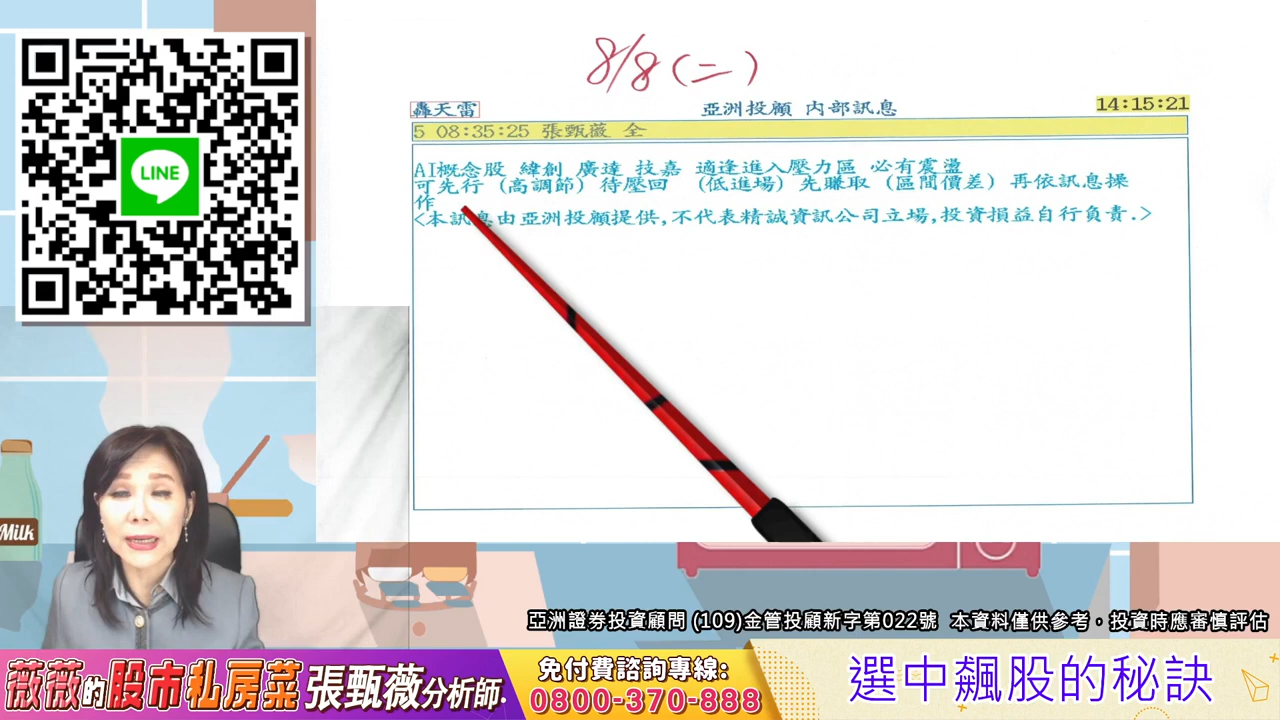 8/8(二)
轟天雷 亞洲投顧 內部訊息 14:15:21
5 08:35:25 張甄薇 全
AI概念股 緯創 廣達 技嘉 適逢進入壓力區 必有震盪
可先行 (高調節) 待壓回 (低進場) 先賺取 (區間價差) 再依訊息操
作
<本訊息由亞洲投顧提供,不代表精誠資訊公司立場,投資損益自行負責.>
LINE
Milk
亞洲證券投資顧問 (109)金管投顧新字第022號 本資料僅供參考，投資時應審慎評估
薇薇的股市私房菜 張甄薇分析師.
免付費諮詢專線:
0800-370-888
選中飆股的秘訣